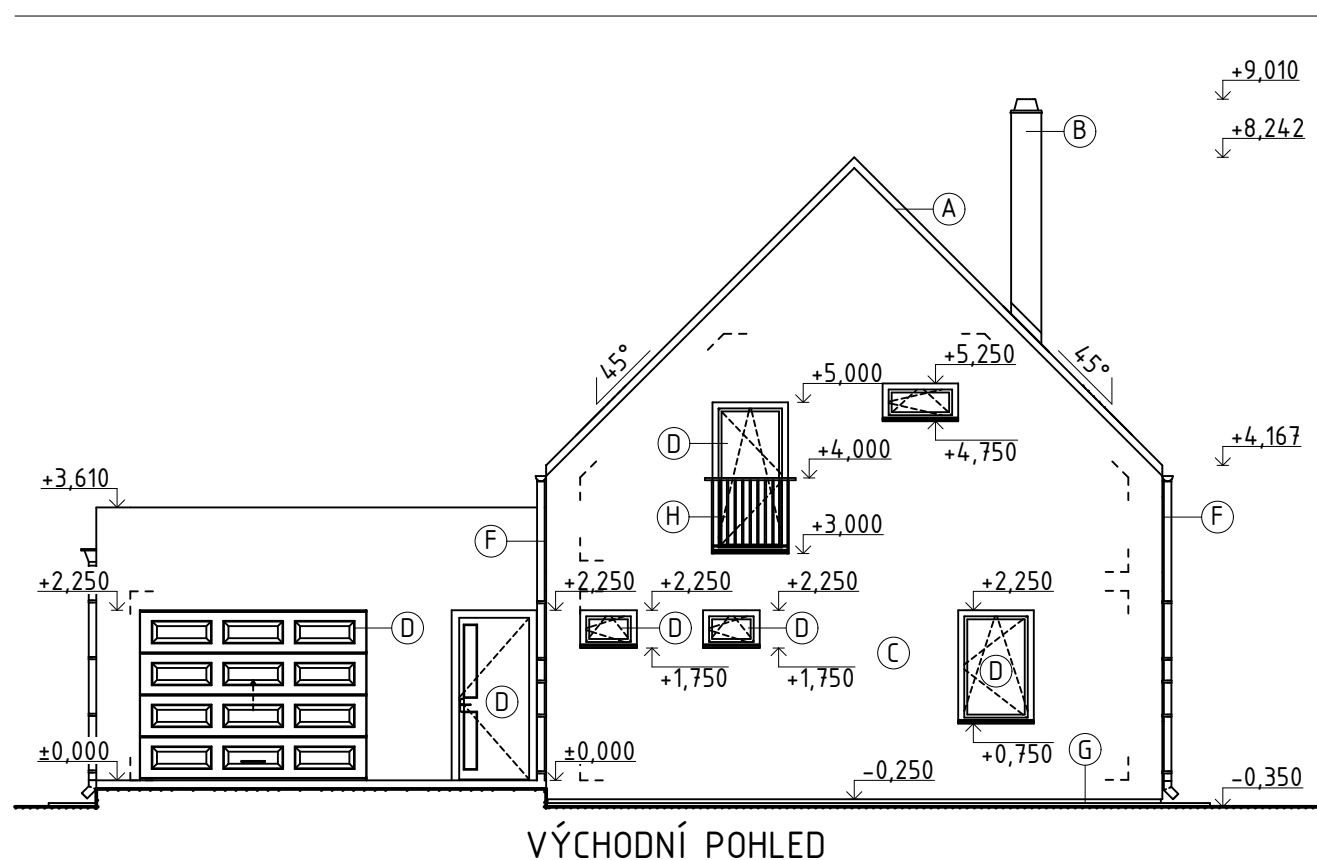 +9,010
B
+8,242
A
45°
45°
+5,250
+5,000
D
+4,750
+4,000
+4,167
+3,610
H
F
F
+3,000
+2,250
+2,250
+2,250
+2,250
+2,250
D
D
D
C
+1,750
+1,750
D
D
±0,000
±0,000
+0,750
G
-0,250
-0,350
VÝCHODNÍ POHLED